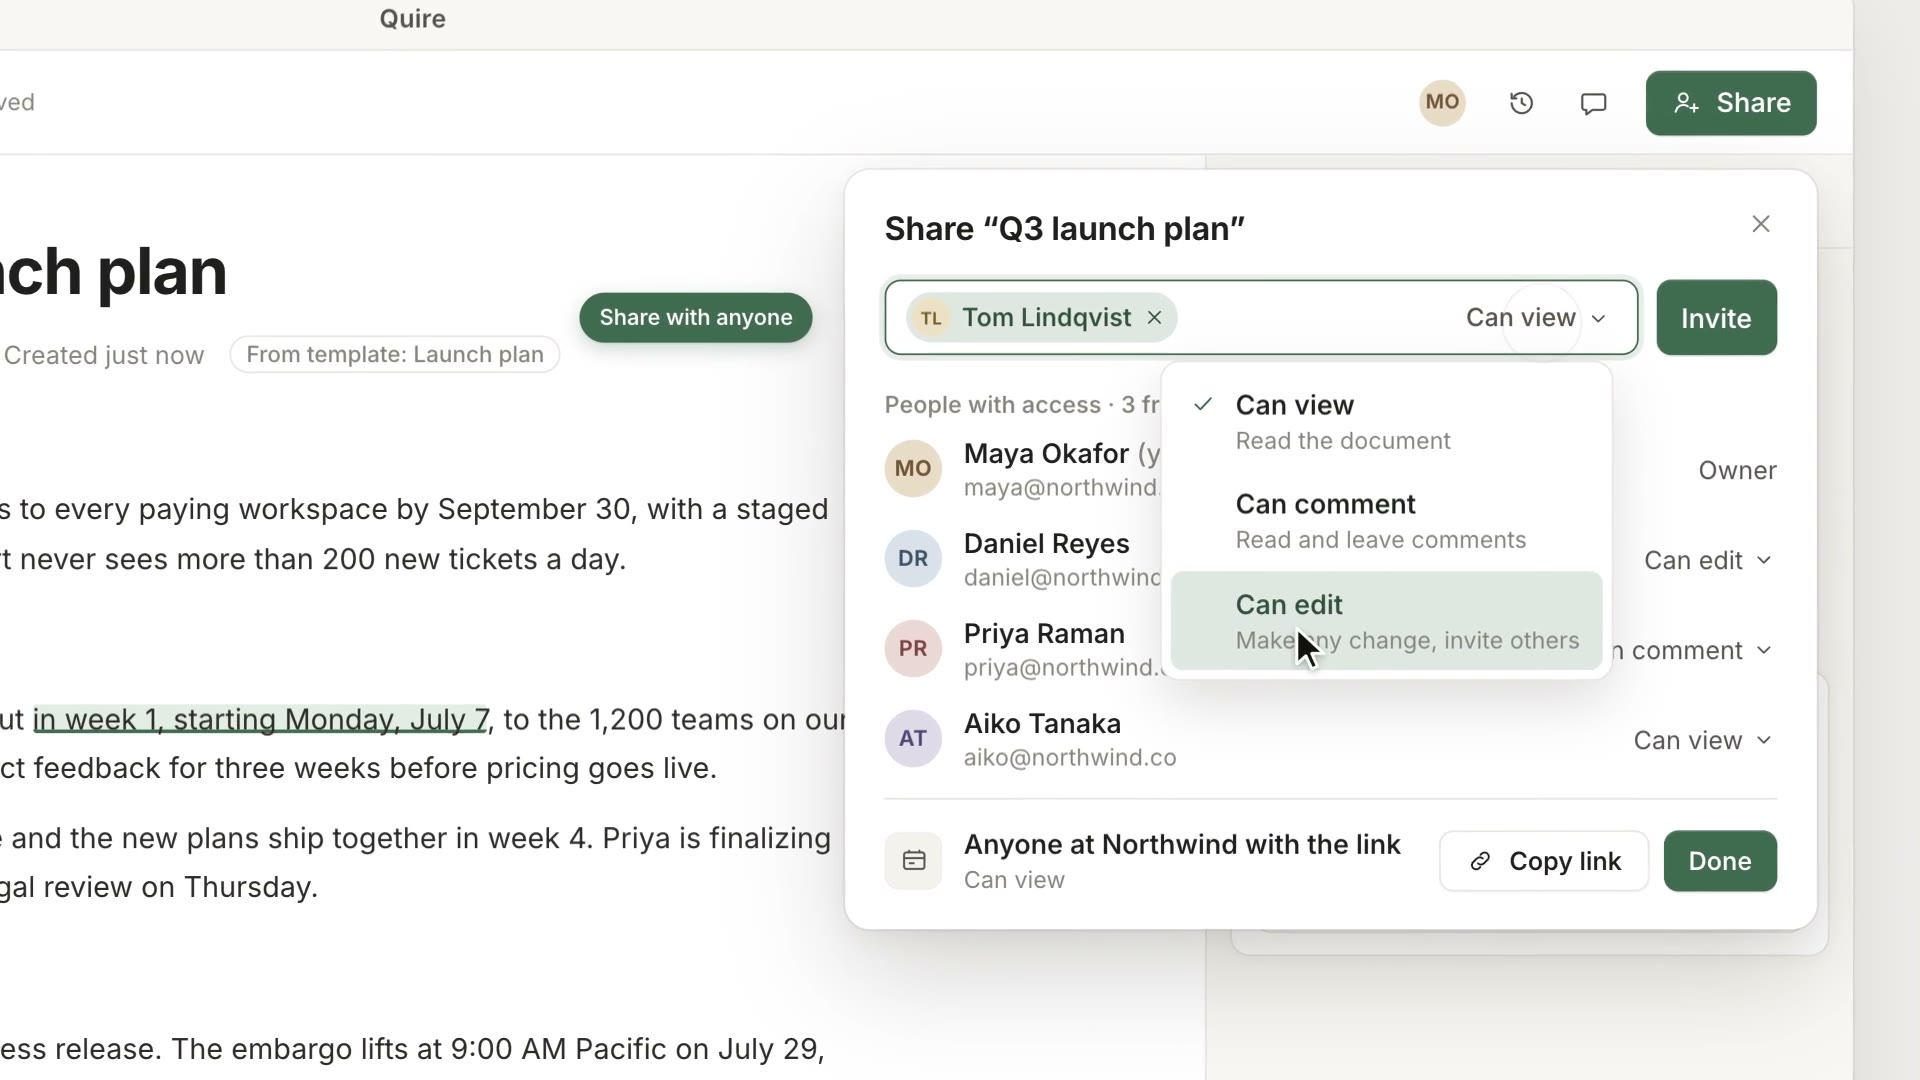 Quire
ved
MO
Share
Share “Q3 launch plan”
TL Tom Lindqvist
Can view
Invite
nch plan
Share with anyone
Created just now
From template: Launch plan
People with access · 3 fr
Can view
Read the document
Can comment
Read and leave comments
Can edit
Make any change, invite others
MO
Maya Okafor (y
maya@northwind.
Owner
DR
Daniel Reyes
daniel@northwind
Can edit
PR
Priya Raman
priya@northwind.c
n comment
AT
Aiko Tanaka
aiko@northwind.co
Can view
Anyone at Northwind with the link
Can view
Copy link
Done
s to every paying workspace by September 30, with a staged
t never sees more than 200 new tickets a day.
ut in week 1, starting Monday, July 7, to the 1,200 teams on our
ct feedback for three weeks before pricing goes live.
e and the new plans ship together in week 4. Priya is finalizing
gal review on Thursday.
ess release. The embargo lifts at 9:00 AM Pacific on July 29,